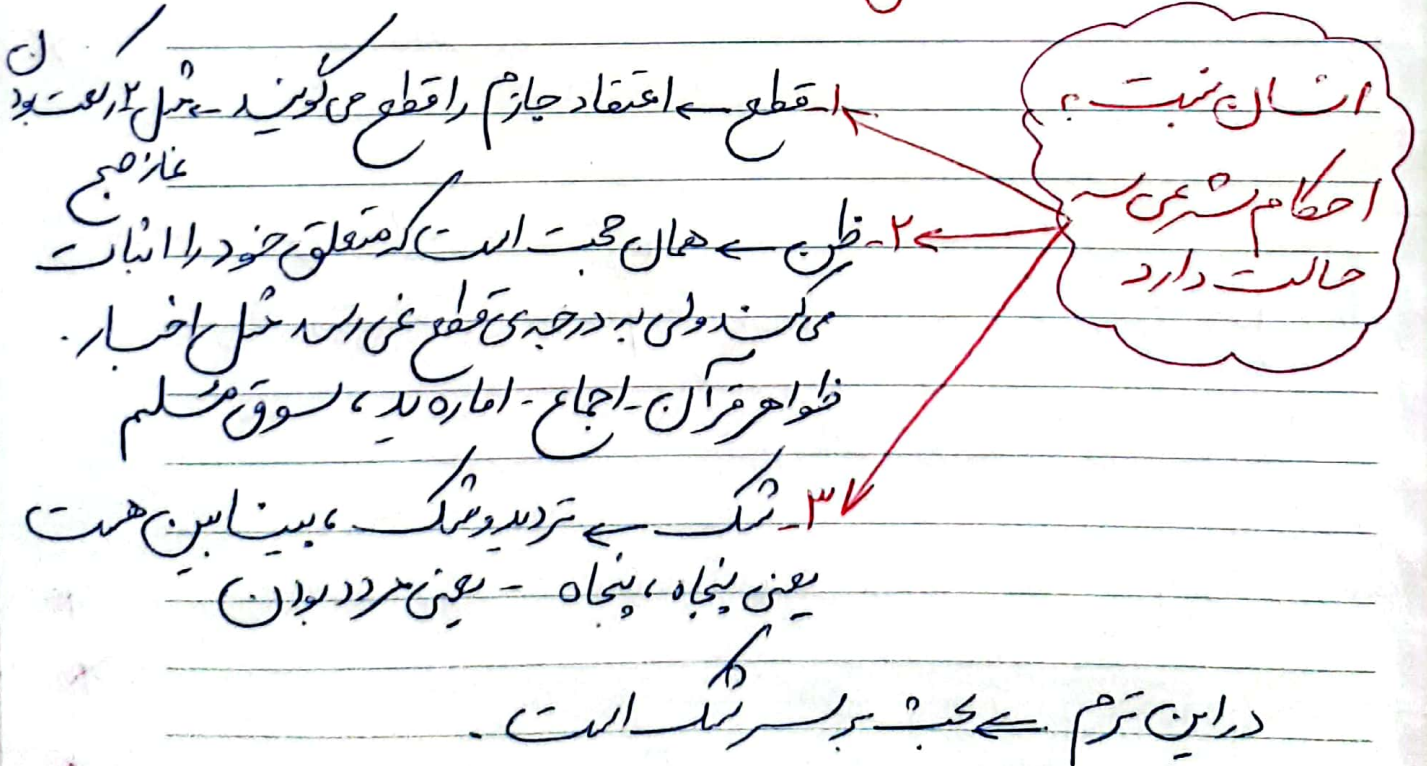 انسان نسبت به
احکام شرعی سه
حالت دارد
۱- قطع ← اعتقاد جازم را قطع می گویند ← مثل ۲ رکعت بودن
نماز صبح
۲- ظن ← همان حجت است که متعلق خود را اثبات
می کند ولی به درجه ی قطع نمی رسد مثل اخبار.
ظواهر قرآن - اجماع - اماره ید، سوق مسلم
۳- شک ← تردید و شک، بینابین هست
یعنی پنجاه، پنجاه - یعنی مردد بودن
در این ترم ← بحث بر سر شک است.